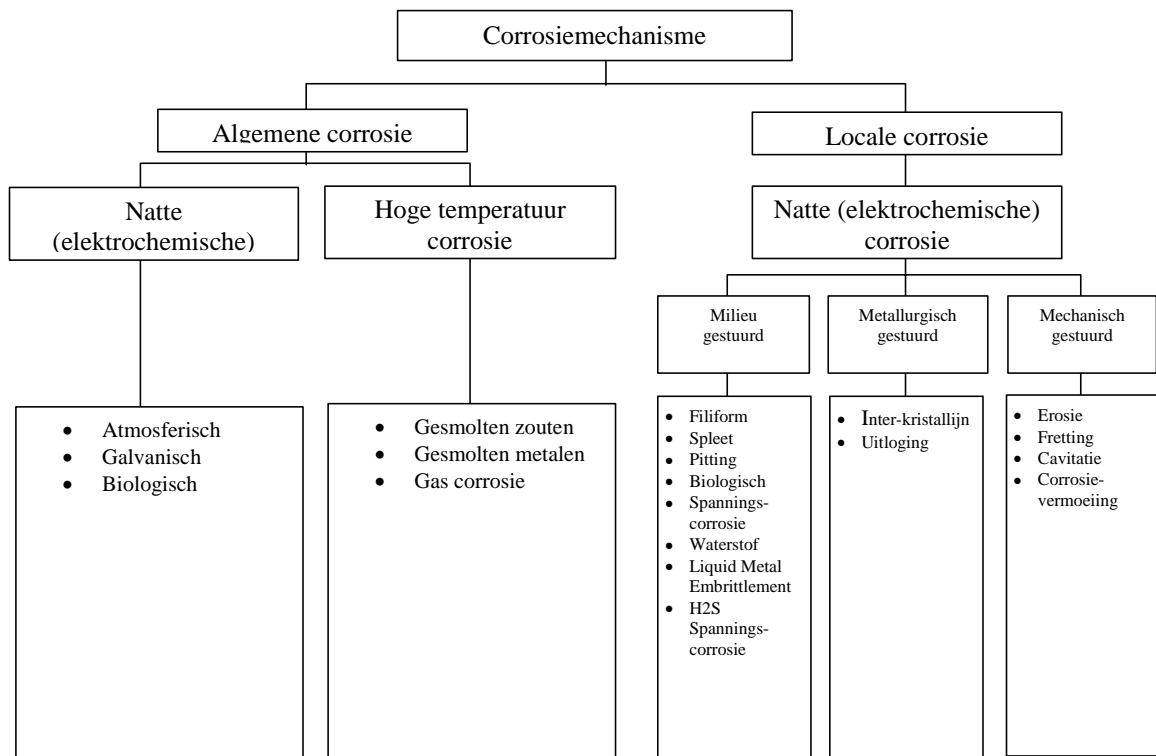 Corrosiemechanisme
Algemene corrosie
Locale corrosie
Natte
(elektrochemische)
Hoge temperatuur
corrosie
Natte (elektrochemische)
corrosie
Milieu
gestuurd
Metallurgisch
gestuurd
Mechanisch
gestuurd
• Atmosferisch
• Galvanisch
• Biologisch
• Gesmolten zouten
• Gesmolten metalen
• Gas corrosie
• Filiform
• Spleet
• Pitting
• Biologisch
• Spannings-
corrosie
• Waterstof
• Liquid Metal
Embrittlement
• H2S
Spannings-
corrosie
• Inter-kristallijn
• Uitloging
• Erosie
• Fretting
• Cavitatie
• Corrosie-
vermoeiing